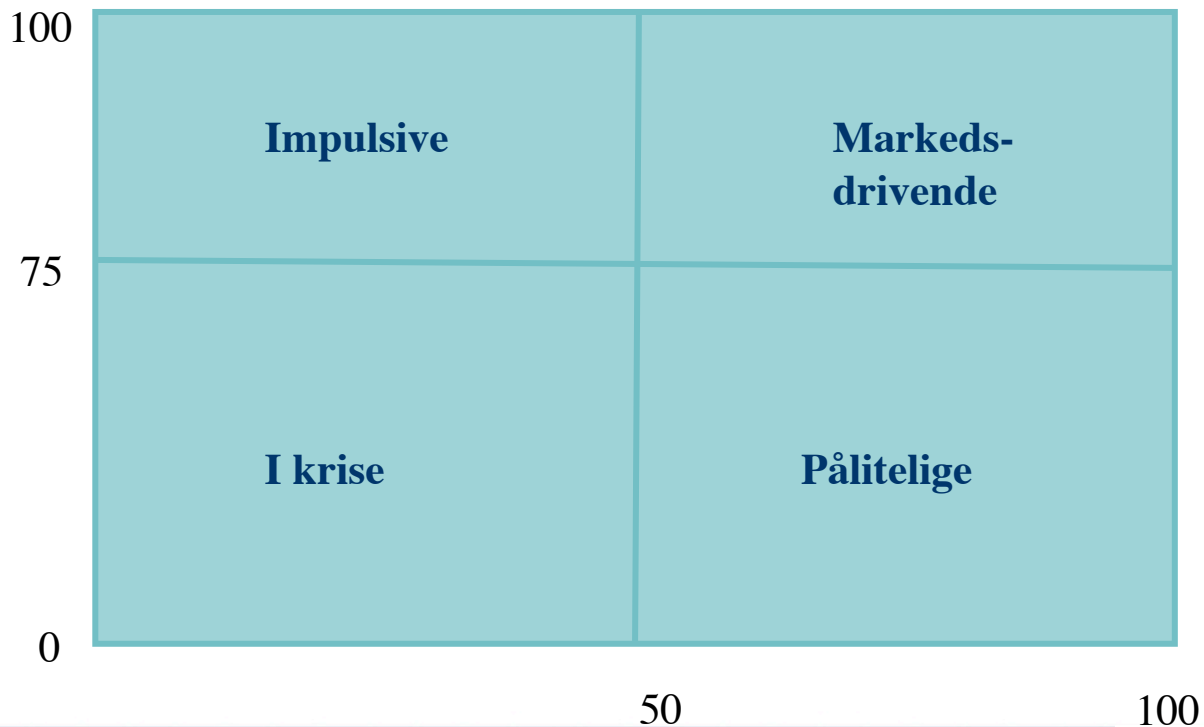 100
Impulsive
Markeds-
drivende
75
I krise
Pålitelige
0
50
100